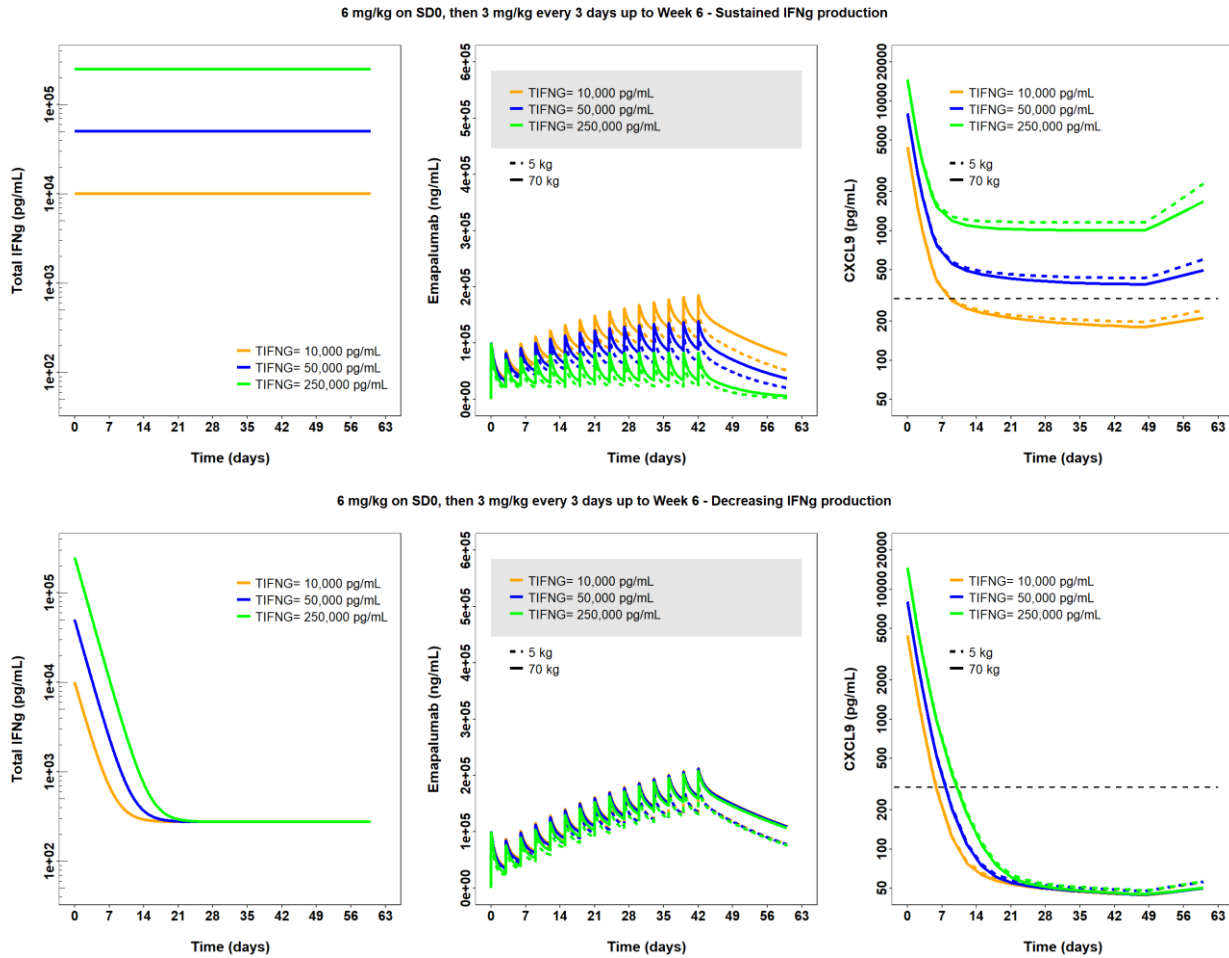 6 mg/kg on SD0, then 3 mg/kg every 3 days up to Week 6 - Sustained IFNg production
Total IFNg (pg/mL)
1e+05
1e+04
1e+03
1e+02
TIFNG= 10,000 pg/mL
TIFNG= 50,000 pg/mL
TIFNG= 250,000 pg/mL
0 7 14 21 28 35 42 49 56 63
Time (days)
Emapalumab (ng/mL)
6e+05
5e+05
4e+05
3e+05
2e+05
1e+05
0e+00
TIFNG= 10,000 pg/mL
TIFNG= 50,000 pg/mL
TIFNG= 250,000 pg/mL
5 kg
70 kg
0 7 14 21 28 35 42 49 56 63
Time (days)
CXCL9 (pg/mL)
20000
10000
5000
2000
1000
500
200
100
50
TIFNG= 10,000 pg/mL
TIFNG= 50,000 pg/mL
TIFNG= 250,000 pg/mL
5 kg
70 kg
0 7 14 21 28 35 42 49 56 63
Time (days)
6 mg/kg on SD0, then 3 mg/kg every 3 days up to Week 6 - Decreasing IFNg production
Total IFNg (pg/mL)
1e+05
1e+04
1e+03
1e+02
TIFNG= 10,000 pg/mL
TIFNG= 50,000 pg/mL
TIFNG= 250,000 pg/mL
0 7 14 21 28 35 42 49 56 63
Time (days)
Emapalumab (ng/mL)
6e+05
5e+05
4e+05
3e+05
2e+05
1e+05
0e+00
TIFNG= 10,000 pg/mL
TIFNG= 50,000 pg/mL
TIFNG= 250,000 pg/mL
5 kg
70 kg
0 7 14 21 28 35 42 49 56 63
Time (days)
CXCL9 (pg/mL)
20000
10000
5000
2000
1000
500
200
100
50
TIFNG= 10,000 pg/mL
TIFNG= 50,000 pg/mL
TIFNG= 250,000 pg/mL
5 kg
70 kg
0 7 14 21 28 35 42 49 56 63
Time (days)